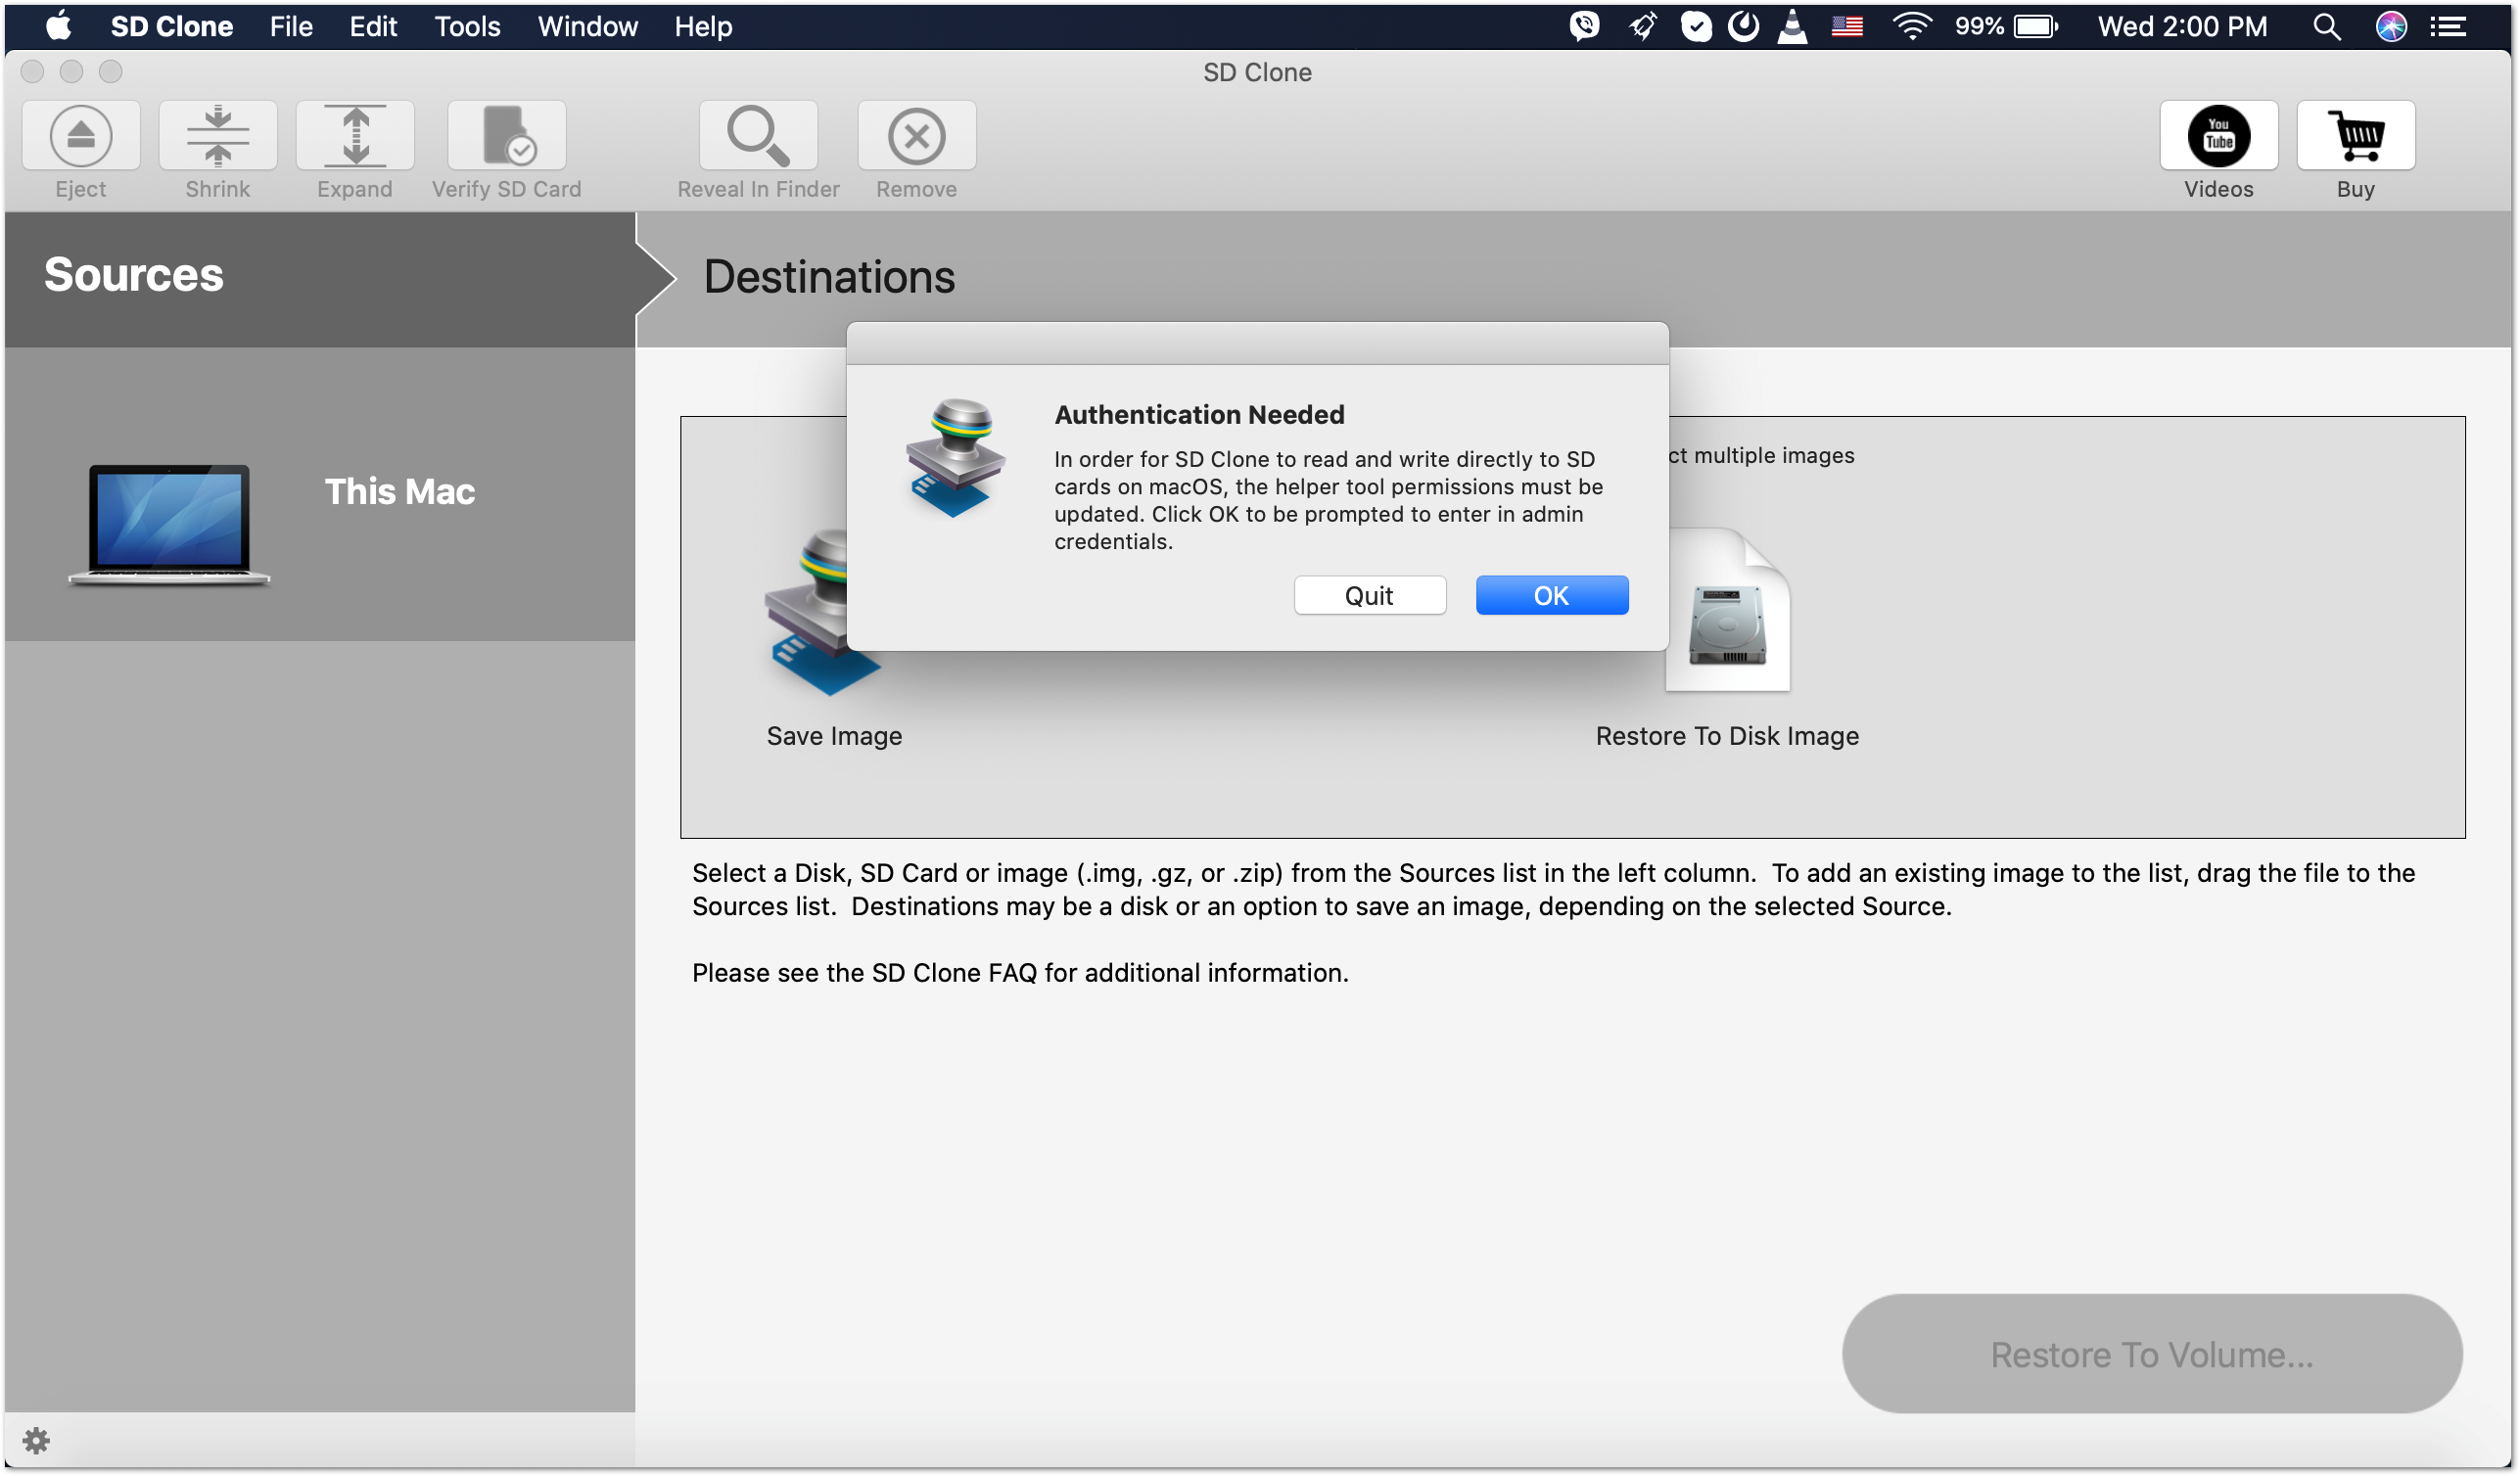 SD Clone File Edit Tools Window Help 99% Wed 2:00 PM
SD Clone
You
Tube
Eject Shrink Expand Verify SD Card Reveal In Finder Remove Videos Buy
Sources
Destinations
This Mac
Authentication Needed
In order for SD Clone to read and write directly to SD
cards on macOS, the helper tool permissions must be
updated. Click OK to be prompted to enter in admin
credentials.
Quit OK
ct multiple images
Save Image Restore To Disk Image
Select a Disk, SD Card or image (.img, .gz, or .zip) from the Sources list in the left column.  To add an existing image to the list, drag the file to the
Sources list.  Destinations may be a disk or an option to save an image, depending on the selected Source.
Please see the SD Clone FAQ for additional information.
Restore To Volume...